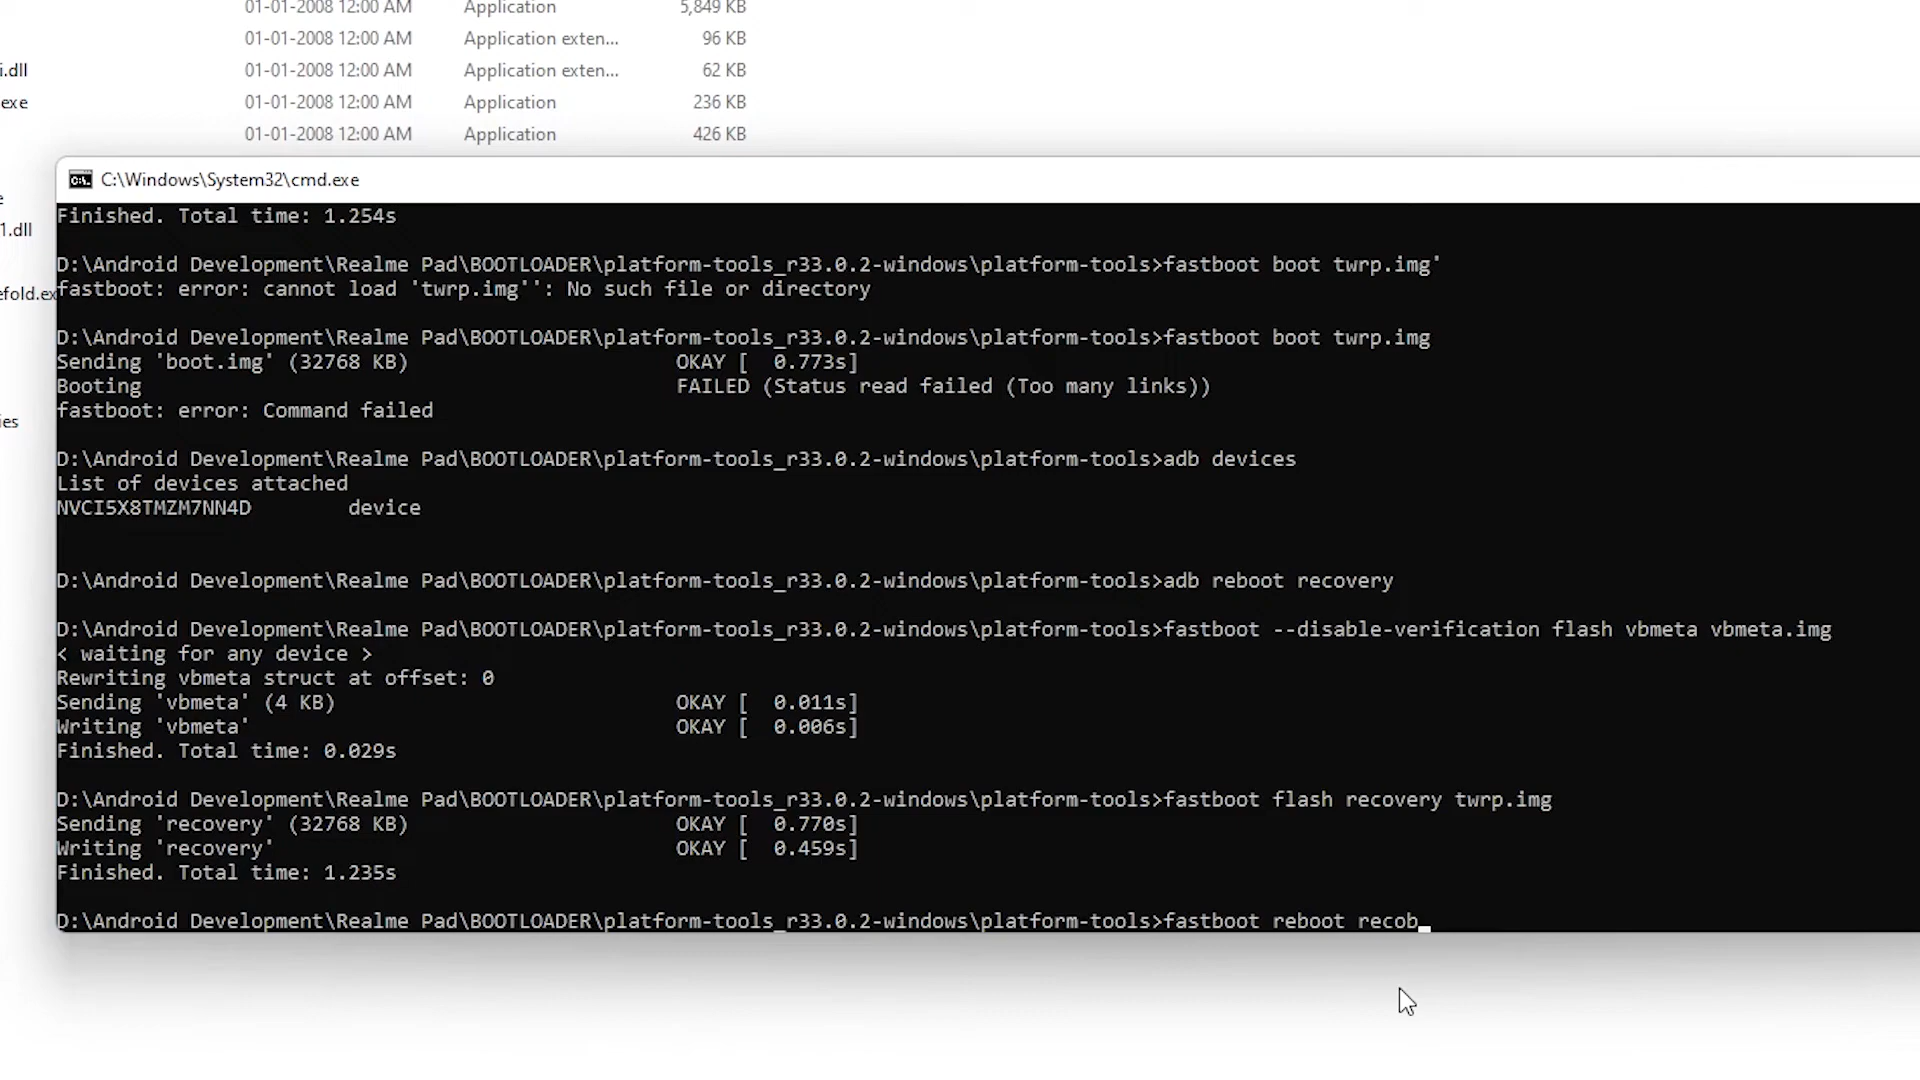 01-01-2008 12:00 AM Application 5,849 KB
01-01-2008 12:00 AM Application exten... 96 KB
i.dll 01-01-2008 12:00 AM Application exten... 62 KB
exe 01-01-2008 12:00 AM Application 236 KB
01-01-2008 12:00 AM Application 426 KB
C:\Windows\System32\cmd.exe
e
1.dll
efold.ex
ies
Finished. Total time: 1.254s
D:\Android Development\Realme Pad\BOOTLOADER\platform-tools_r33.0.2-windows\platform-tools>fastboot boot twrp.img'
fastboot: error: cannot load 'twrp.img'': No such file or directory
D:\Android Development\Realme Pad\BOOTLOADER\platform-tools_r33.0.2-windows\platform-tools>fastboot boot twrp.img
Sending 'boot.img' (32768 KB) OKAY [ 0.773s]
Booting FAILED (Status read failed (Too many links))
fastboot: error: Command failed
D:\Android Development\Realme Pad\BOOTLOADER\platform-tools_r33.0.2-windows\platform-tools>adb devices
List of devices attached
NVCI5X8TMZM7NN4D device
D:\Android Development\Realme Pad\BOOTLOADER\platform-tools_r33.0.2-windows\platform-tools>adb reboot recovery
D:\Android Development\Realme Pad\BOOTLOADER\platform-tools_r33.0.2-windows\platform-tools>fastboot --disable-verification flash vbmeta vbmeta.img
< waiting for any device >
Rewriting vbmeta struct at offset: 0
Sending 'vbmeta' (4 KB) OKAY [ 0.011s]
Writing 'vbmeta' OKAY [ 0.006s]
Finished. Total time: 0.029s
D:\Android Development\Realme Pad\BOOTLOADER\platform-tools_r33.0.2-windows\platform-tools>fastboot flash recovery twrp.img
Sending 'recovery' (32768 KB) OKAY [ 0.770s]
Writing 'recovery' OKAY [ 0.459s]
Finished. Total time: 1.235s
D:\Android Development\Realme Pad\BOOTLOADER\platform-tools_r33.0.2-windows\platform-tools>fastboot reboot recob_